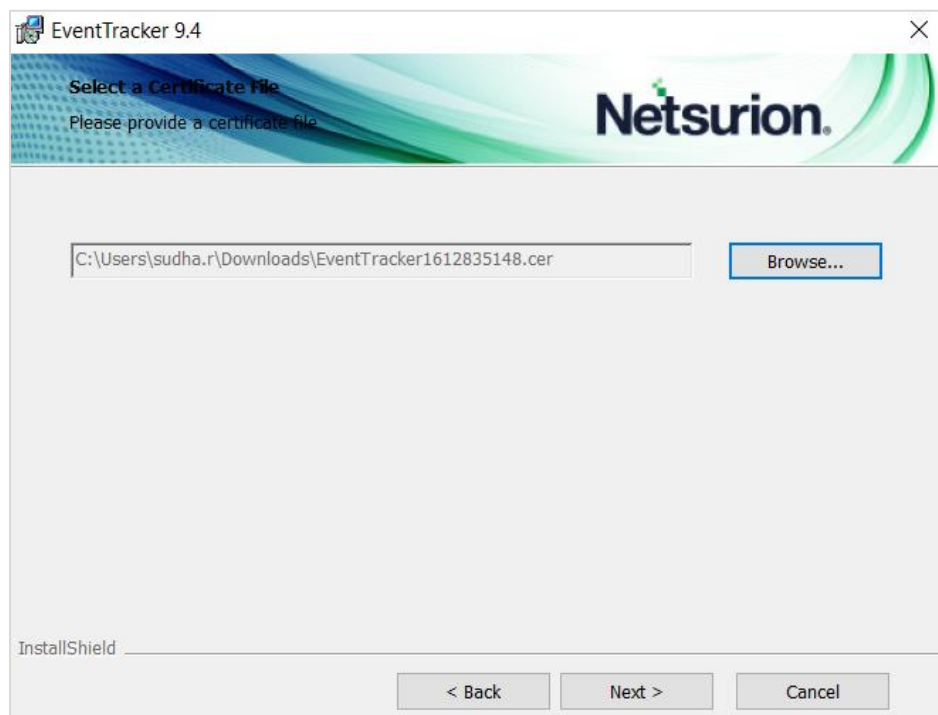 EventTracker 9.4
Select a Certificate File
Please provide a certificate file
Netsurion.
C:\Users\sudha.r\Downloads\EventTracker1612835148.cer
Browse...
InstallShield
< Back
Next >
Cancel